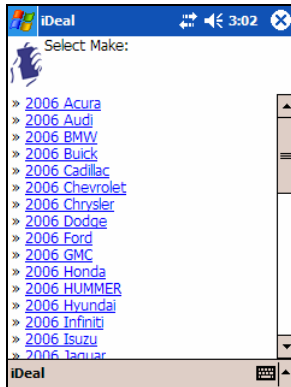 iDeal 3:02
Select Make:
» 2006 Acura
» 2006 Audi
» 2006 BMW
» 2006 Buick
» 2006 Cadillac
» 2006 Chevrolet
» 2006 Chrysler
» 2006 Dodge
» 2006 Ford
» 2006 GMC
» 2006 Honda
» 2006 HUMMER
» 2006 Hyundai
» 2006 Infiniti
» 2006 Isuzu
» 2006 Jaguar
iDeal